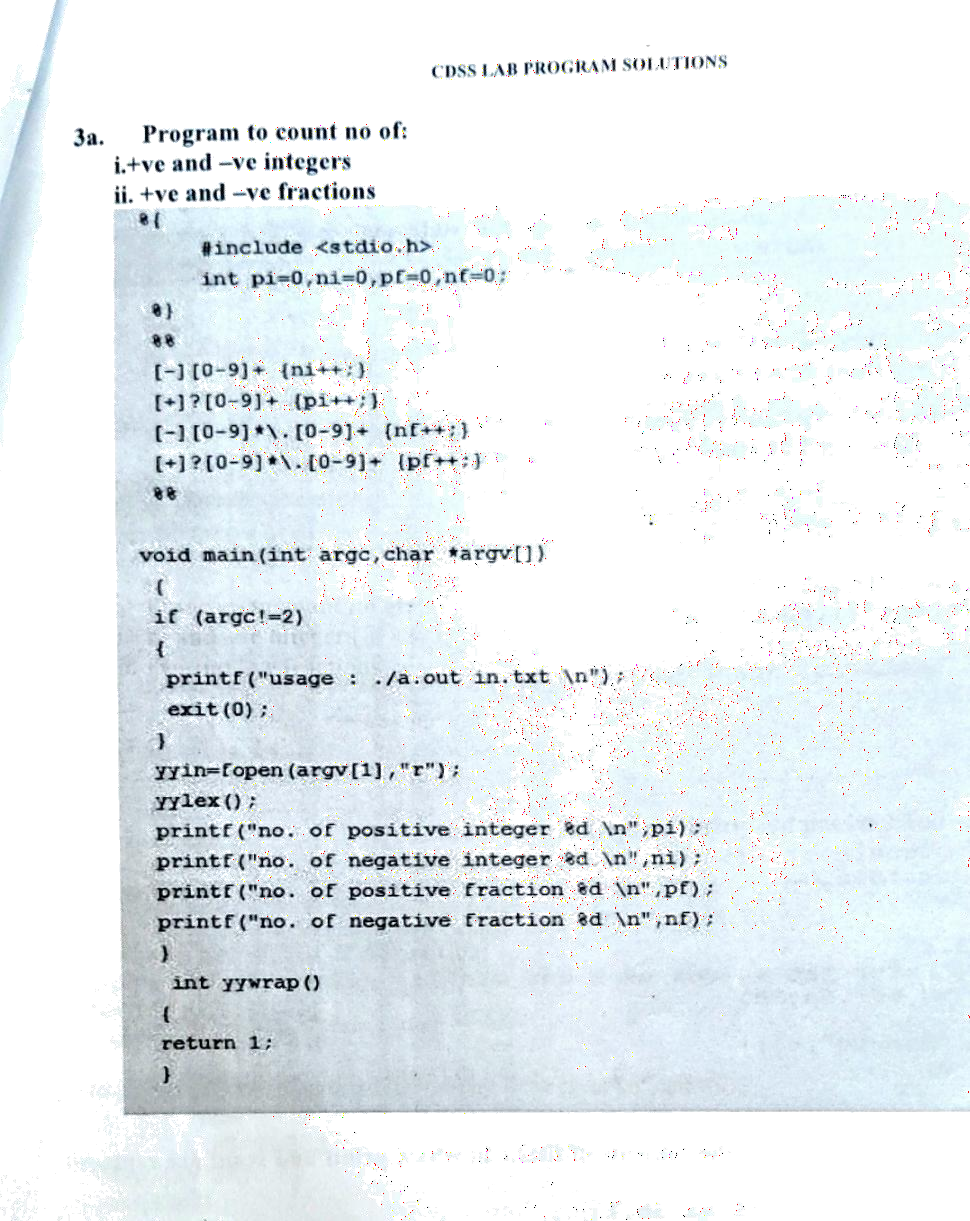 CDSS LAB PROGRAM SOLUTIONS
3a. Program to count no of:
i.+ve and –ve integers
ii. +ve and –ve fractions
%{
#include <stdio.h>
int pi=0,ni=0,pf=0,nf=0;
%}
%%
[-][0-9]+ {ni++;}
[+]?[0-9]+ {pi++;}
[-][0-9]*\.[0-9]+ {nf++;}
[+]?[0-9]*\.[0-9]+ {pf++;}
%%
void main(int argc,char *argv[])
{
if (argc!=2)
{
printf("usage : ./a.out in.txt \n");
exit(0);
}
yyin=fopen(argv[1],"r");
yylex();
printf("no. of positive integer %d \n",pi);
printf("no. of negative integer %d \n",ni);
printf("no. of positive fraction %d \n",pf);
printf("no. of negative fraction %d \n",nf);
}
int yywrap()
{
return 1;
}